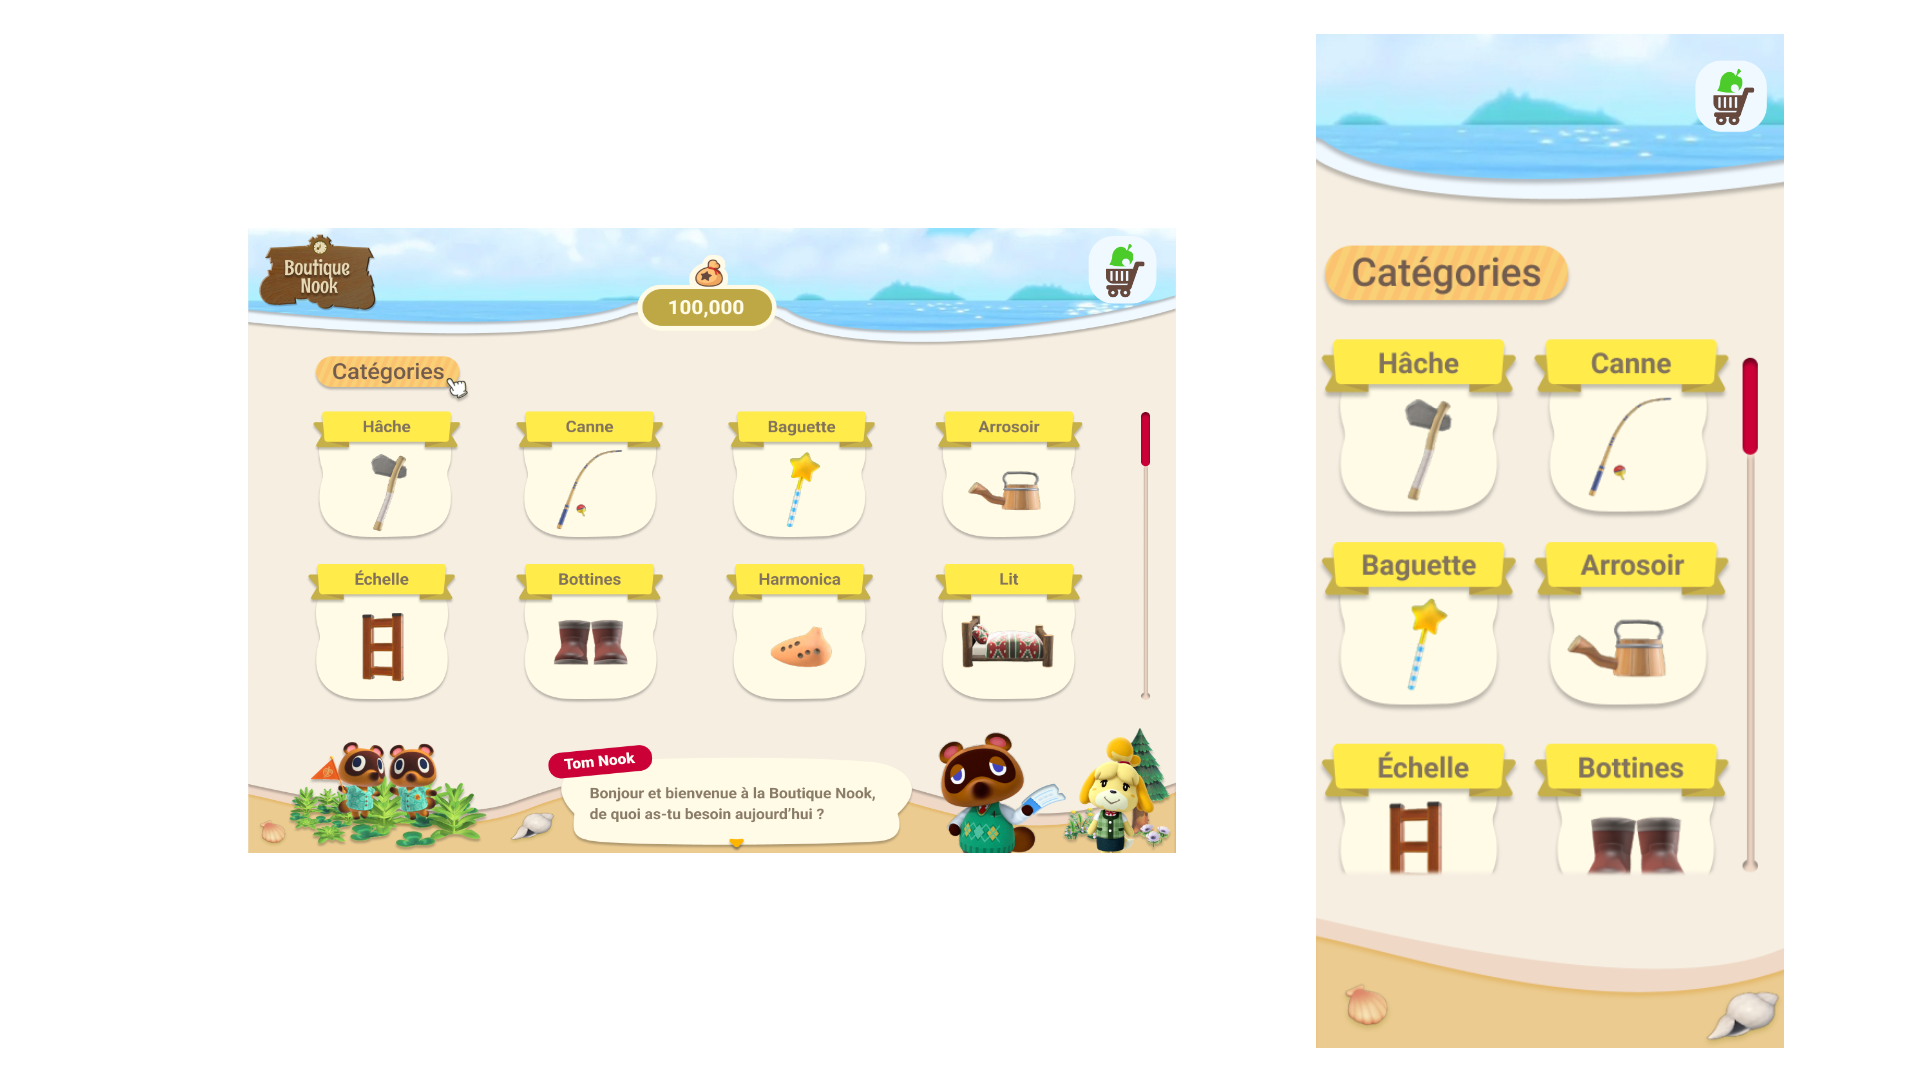 Boutique
Nook
100,000
Catégories
Hâche
Canne
Baguette
Arrosoir
Échelle
Bottines
Harmonica
Lit
Tom Nook
Bonjour et bienvenue à la Boutique Nook,
de quoi as-tu besoin aujourd'hui ?
Catégories
Hâche
Canne
Baguette
Arrosoir
Échelle
Bottines